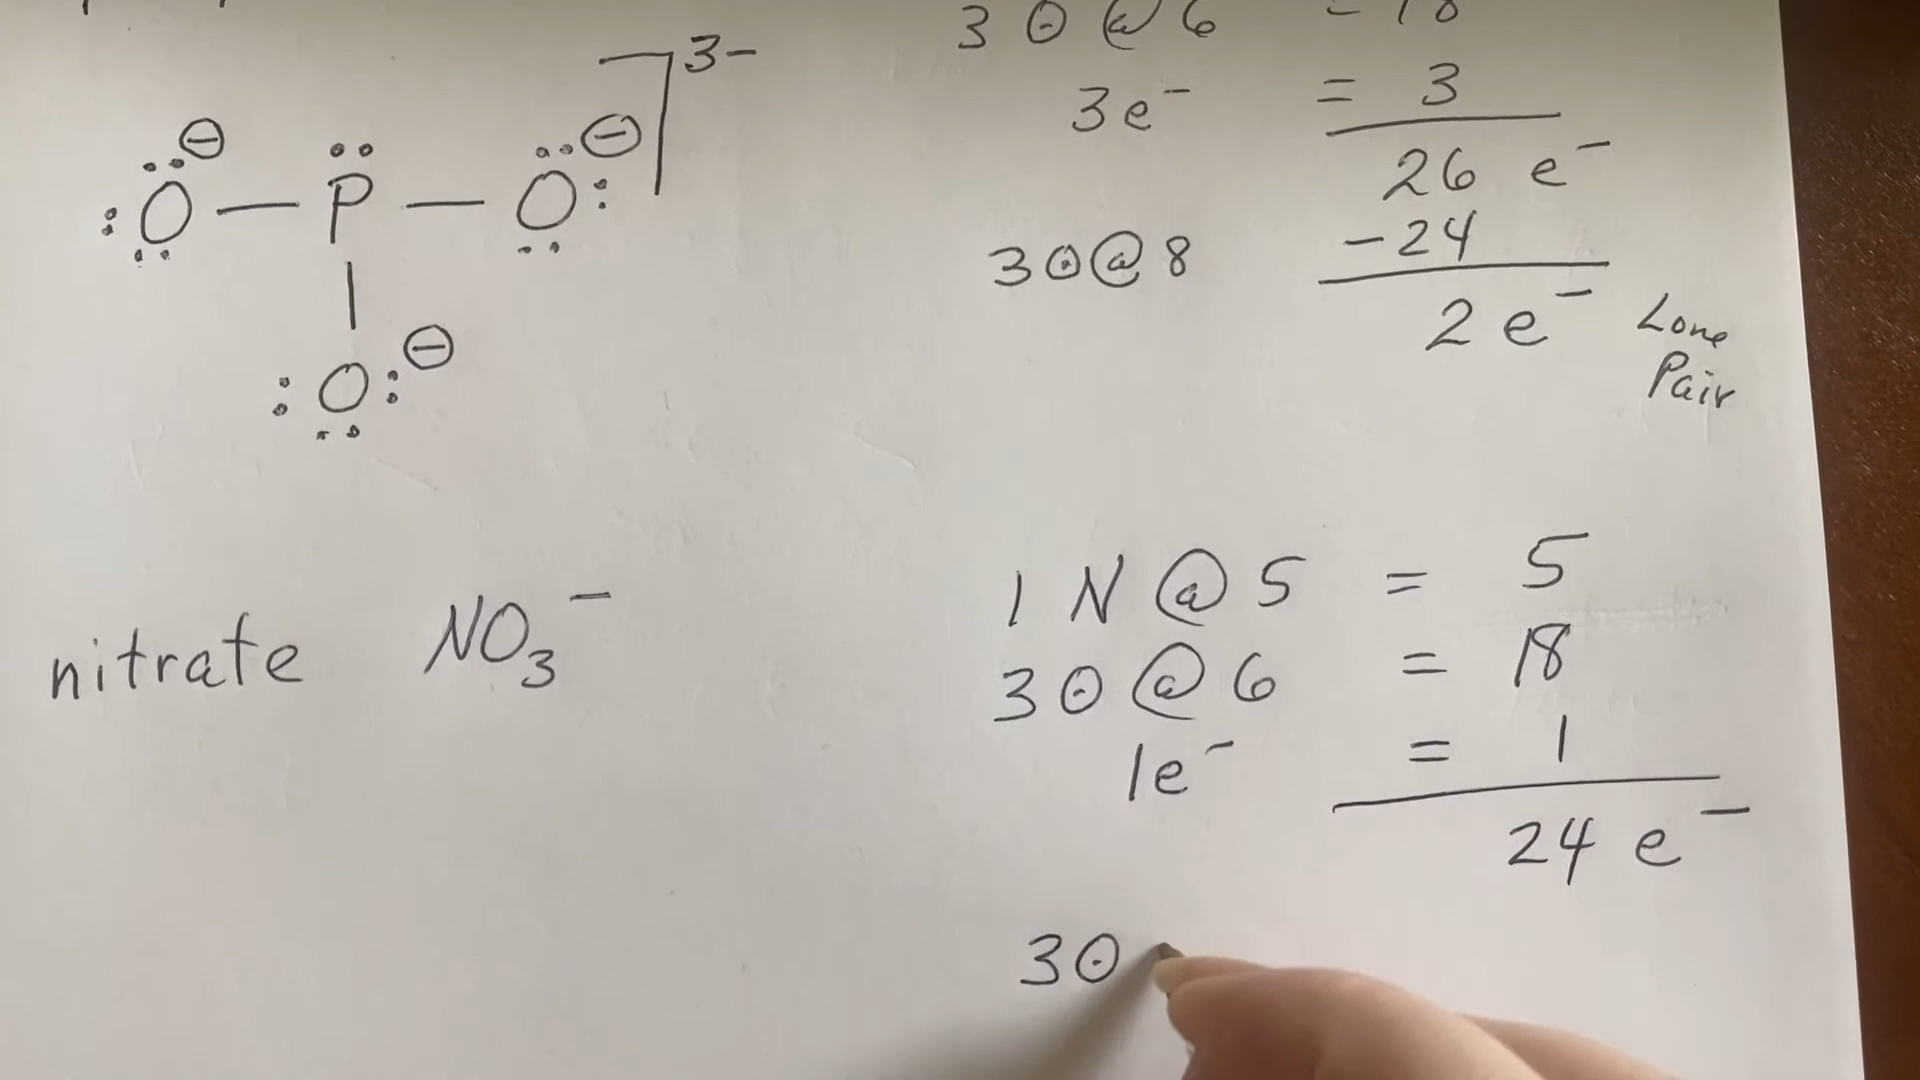 3 O @ 6 = 18
3e⁻ = 3
26 e⁻
3 O @ 8 -24
2 e⁻ Lone
Pair
3-
O P O
O
nitrate NO₃⁻
1 N @ 5 = 5
3 O @ 6 = 18
1e⁻ = 1
24 e⁻
3 O